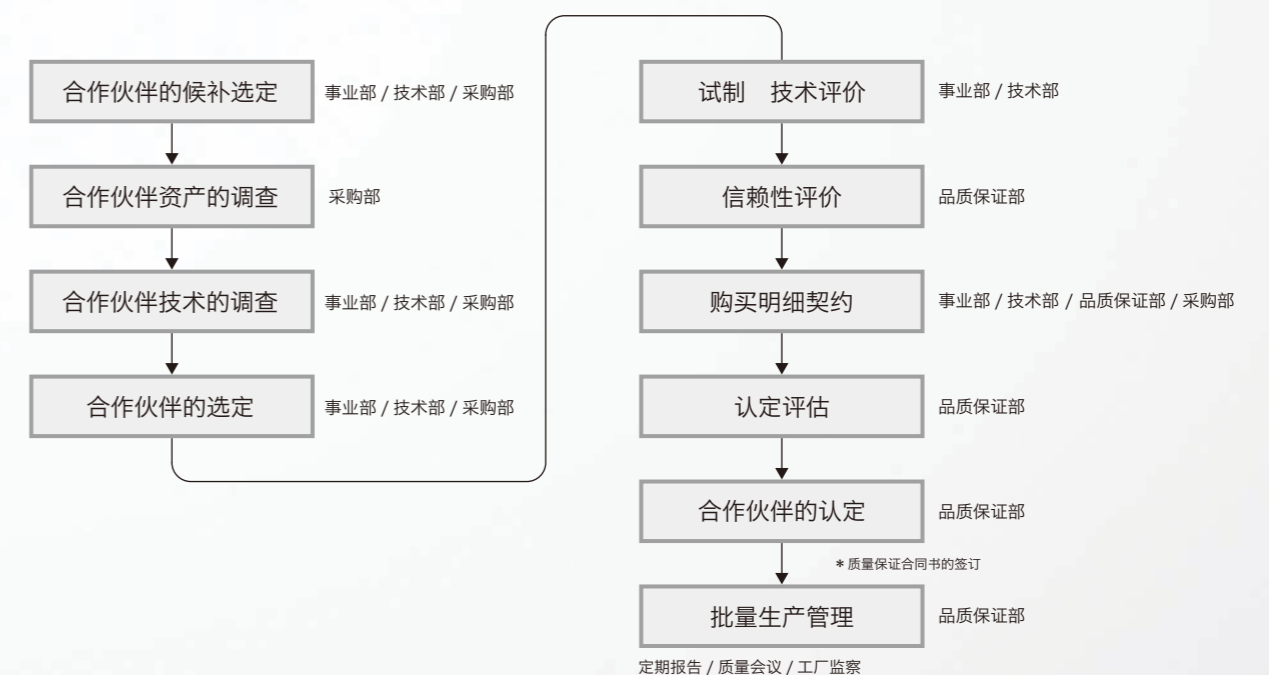 合作伙伴的候补选定 事业部 / 技术部 / 采购部
合作伙伴资产的调查 采购部
合作伙伴技术的调查 事业部 / 技术部 / 采购部
合作伙伴的选定 事业部 / 技术部 / 采购部
试制　技术评价 事业部 / 技术部
信赖性评价 品质保证部
购买明细契约 事业部 / 技术部 / 品质保证部 / 采购部
认定评估 品质保证部
合作伙伴的认定 品质保证部
* 质量保证合同书的签订
批量生产管理 品质保证部
定期报告 / 质量会议 / 工厂监察